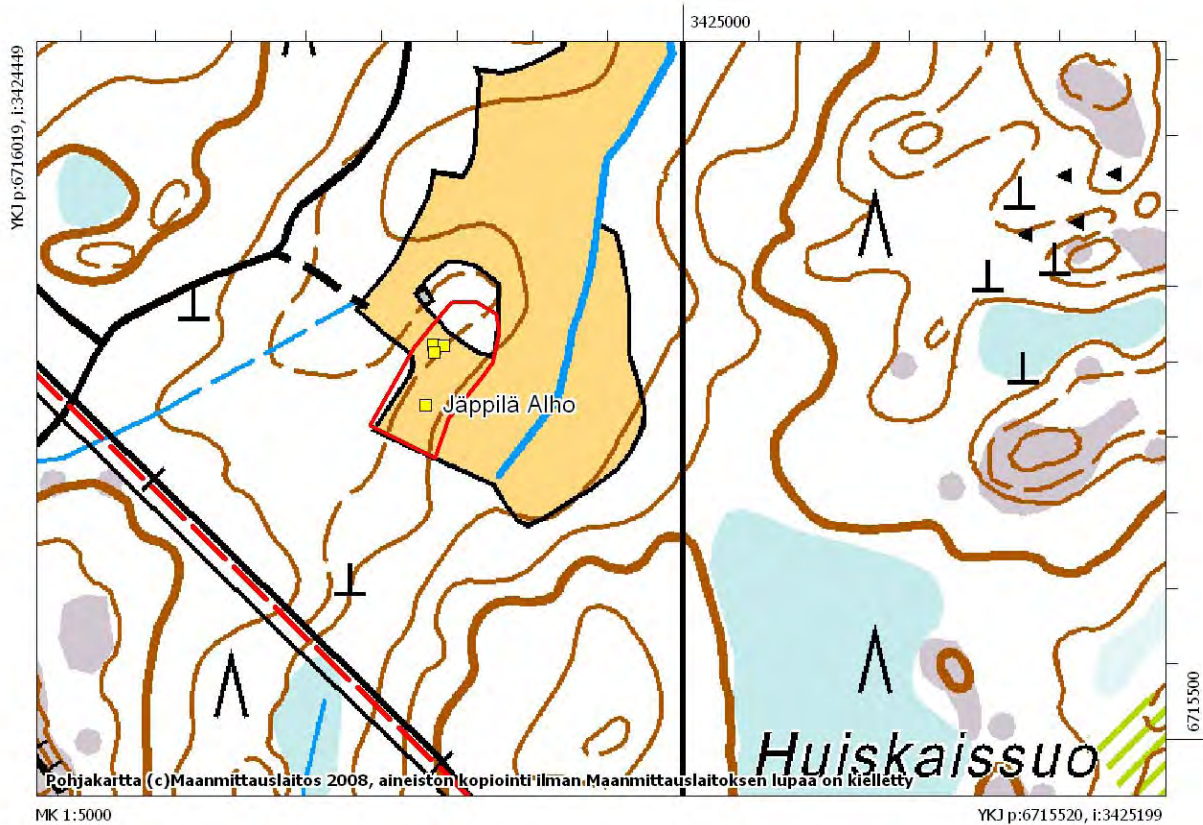 3425000
YKJ p:6716019, i:3424449
Jäppilä Alho
6715500
Huiskaissuo
Pohjakartta (c)Maanmittauslaitos 2008, aineiston kopiointi ilman Maanmittauslaitoksen lupaa on kielletty
MK 1:5000
YKJ p:6715520, i:3425199